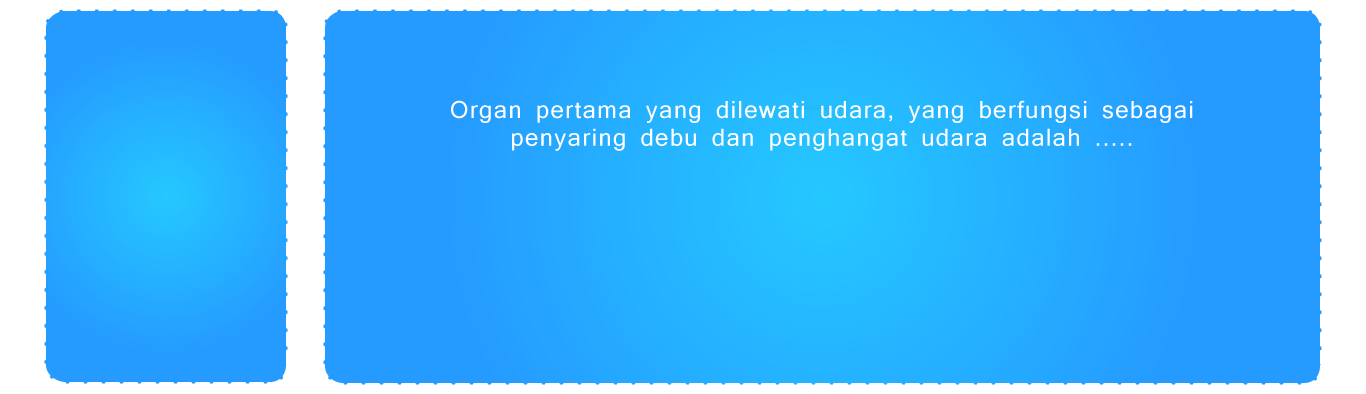 Organ pertama yang dilewati udara, yang berfungsi sebagai
penyaring debu dan penghangat udara adalah .....